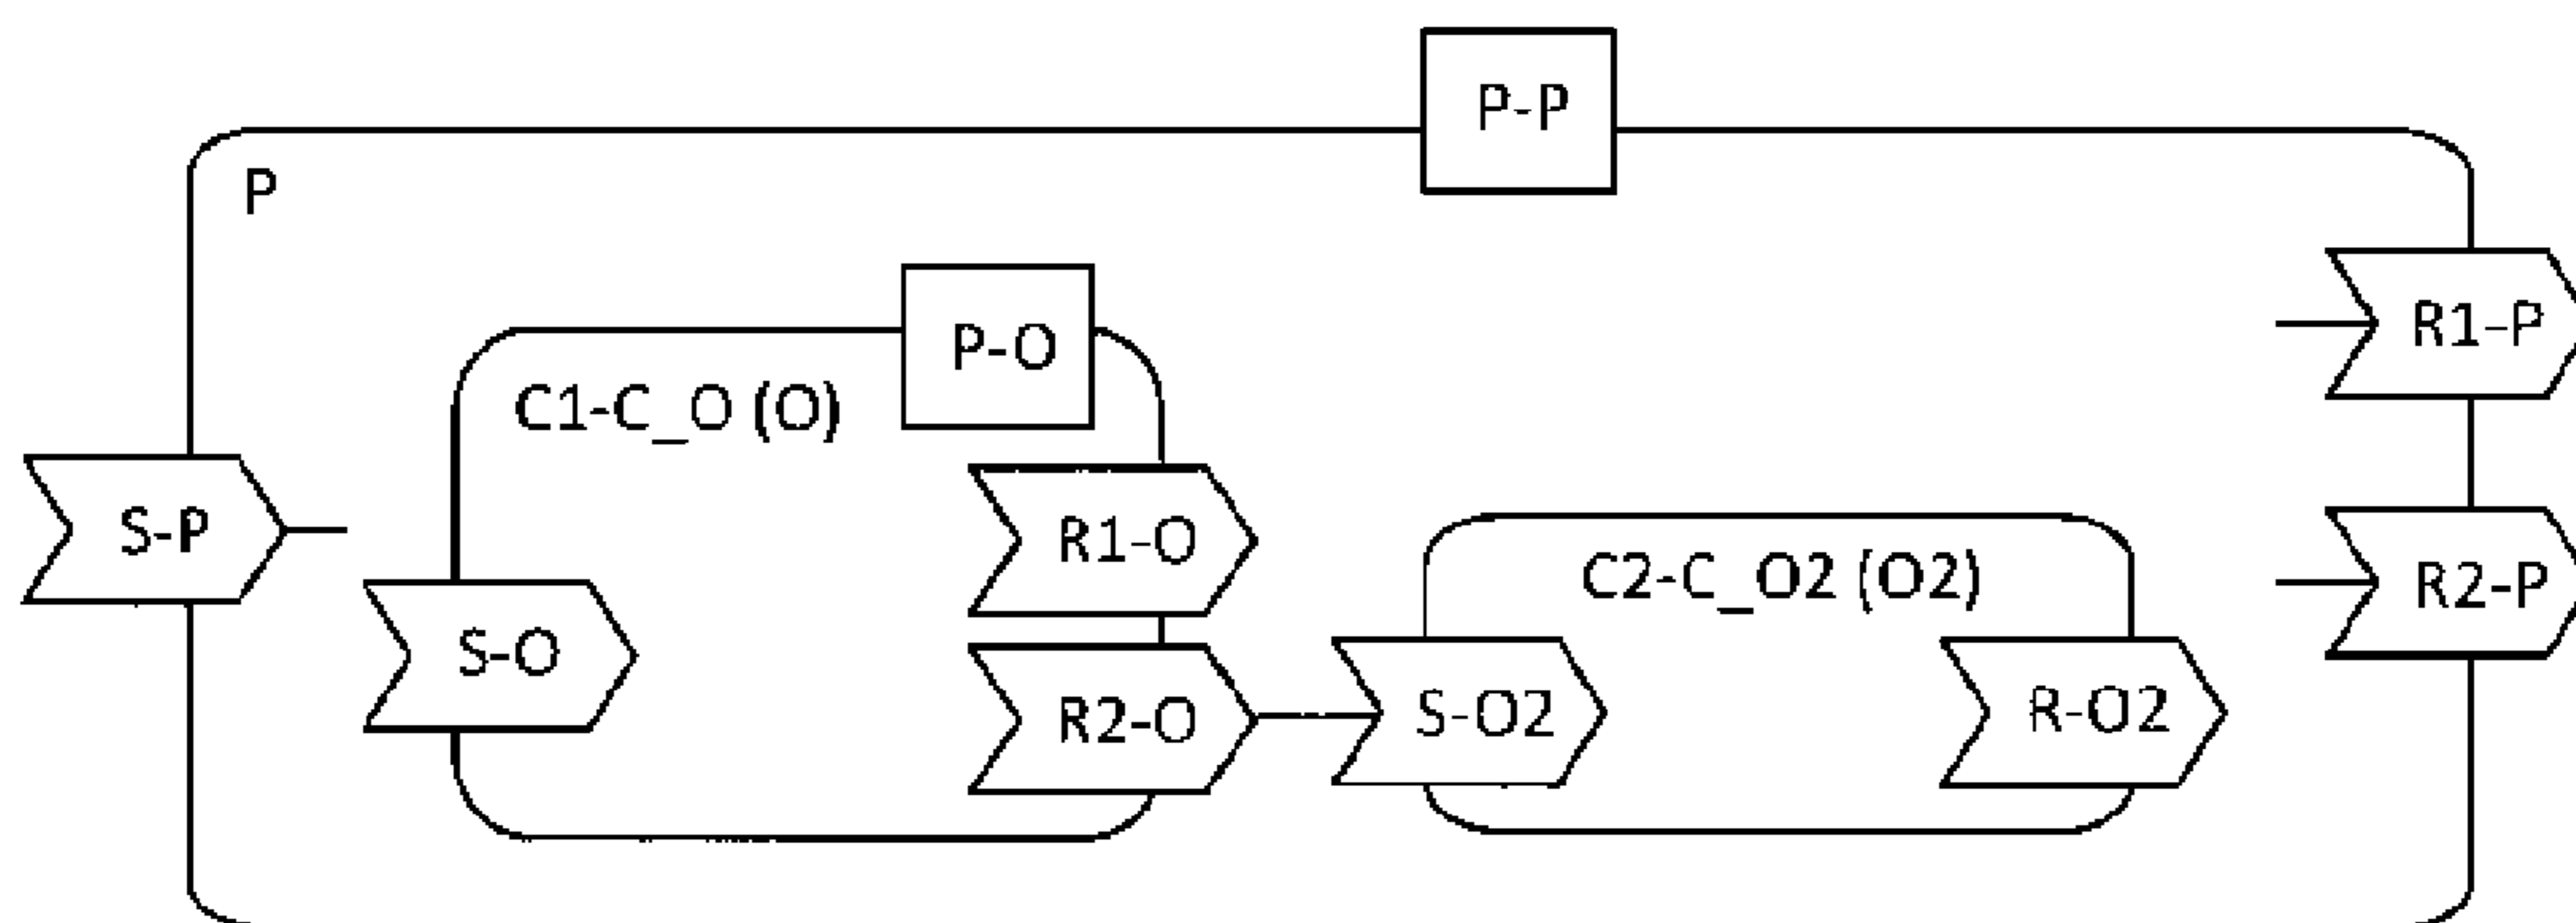 P-P
P
P-O
R1-P
C1-C_O (O)
S-P
R1-O
C2-C_O2 (O2)
R2-P
S-O
R2-O
S-O2
R-O2